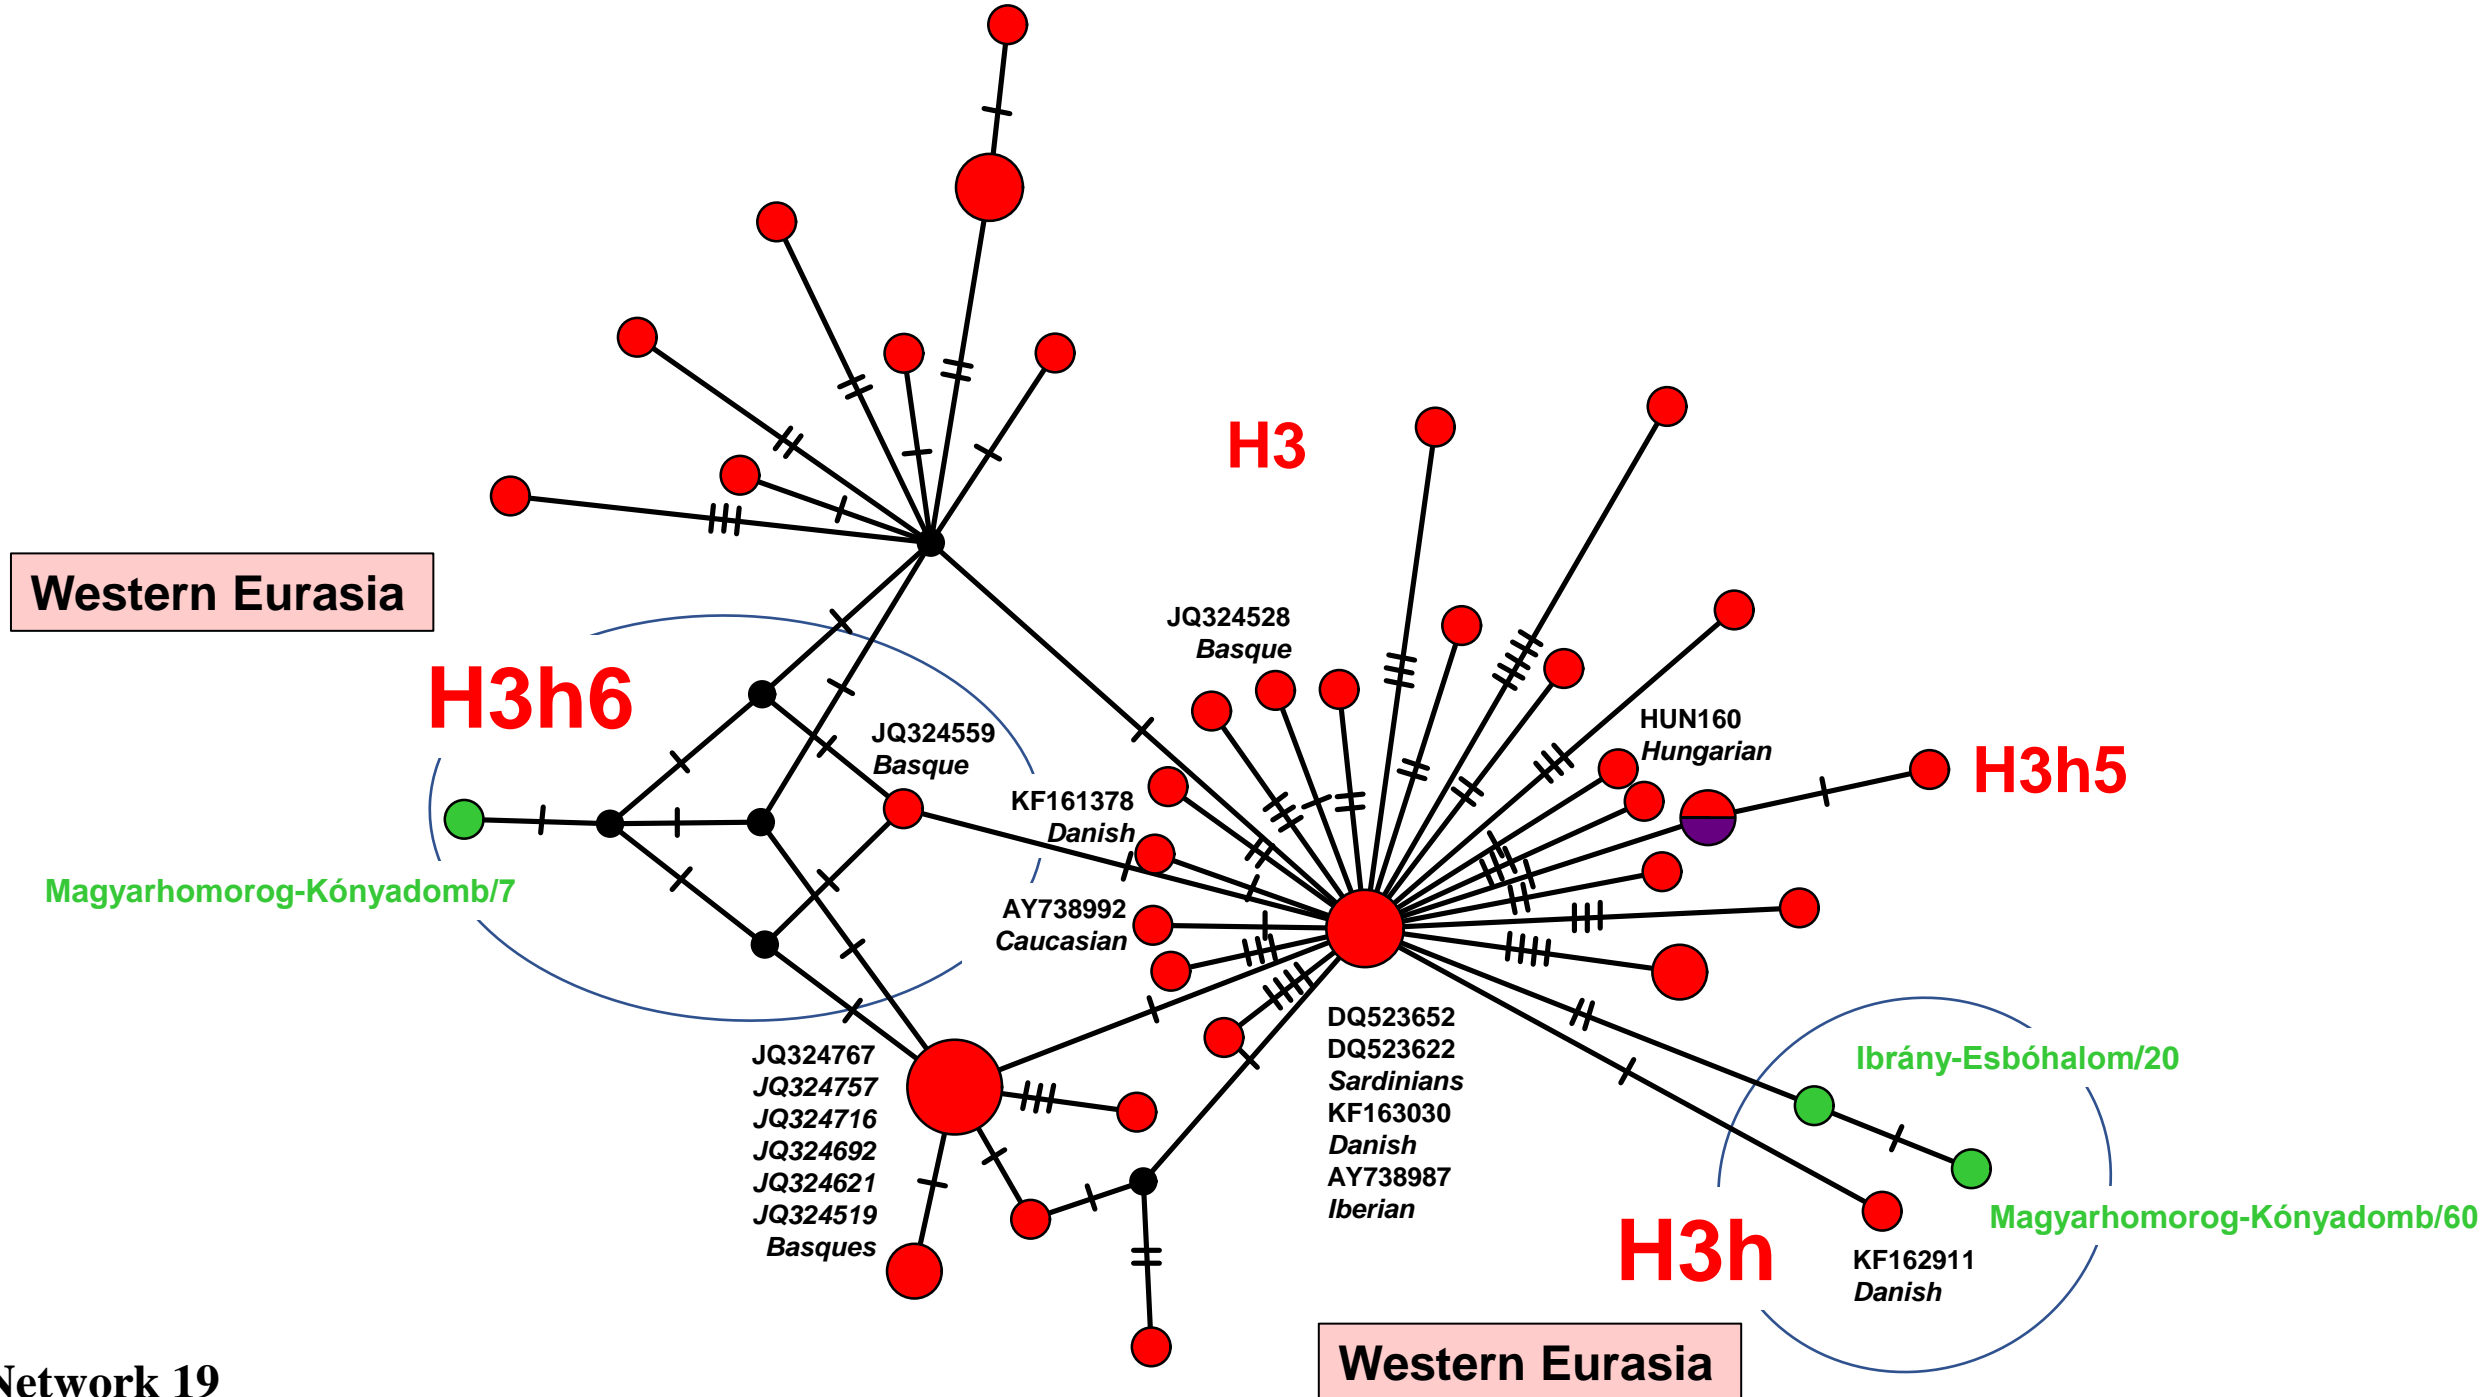 H3
Western Eurasia
JQ324528
Basque
H3h6
HUN160
Hungarian
JQ324559
Basque
H3h5
KF161378
Danish
Magyarhomorog-Kónyadomb/7
AY738992
Caucasian
DQ523652
DQ523622
Sardinians
KF163030
Danish
AY738987
Iberian
JQ324767
JQ324757
JQ324716
JQ324692
JQ324621
JQ324519
Basques
Ibrány-Esbóhalom/20
Magyarhomorog-Kónyadomb/60
H3h
KF162911
Danish
Western Eurasia
Network 19